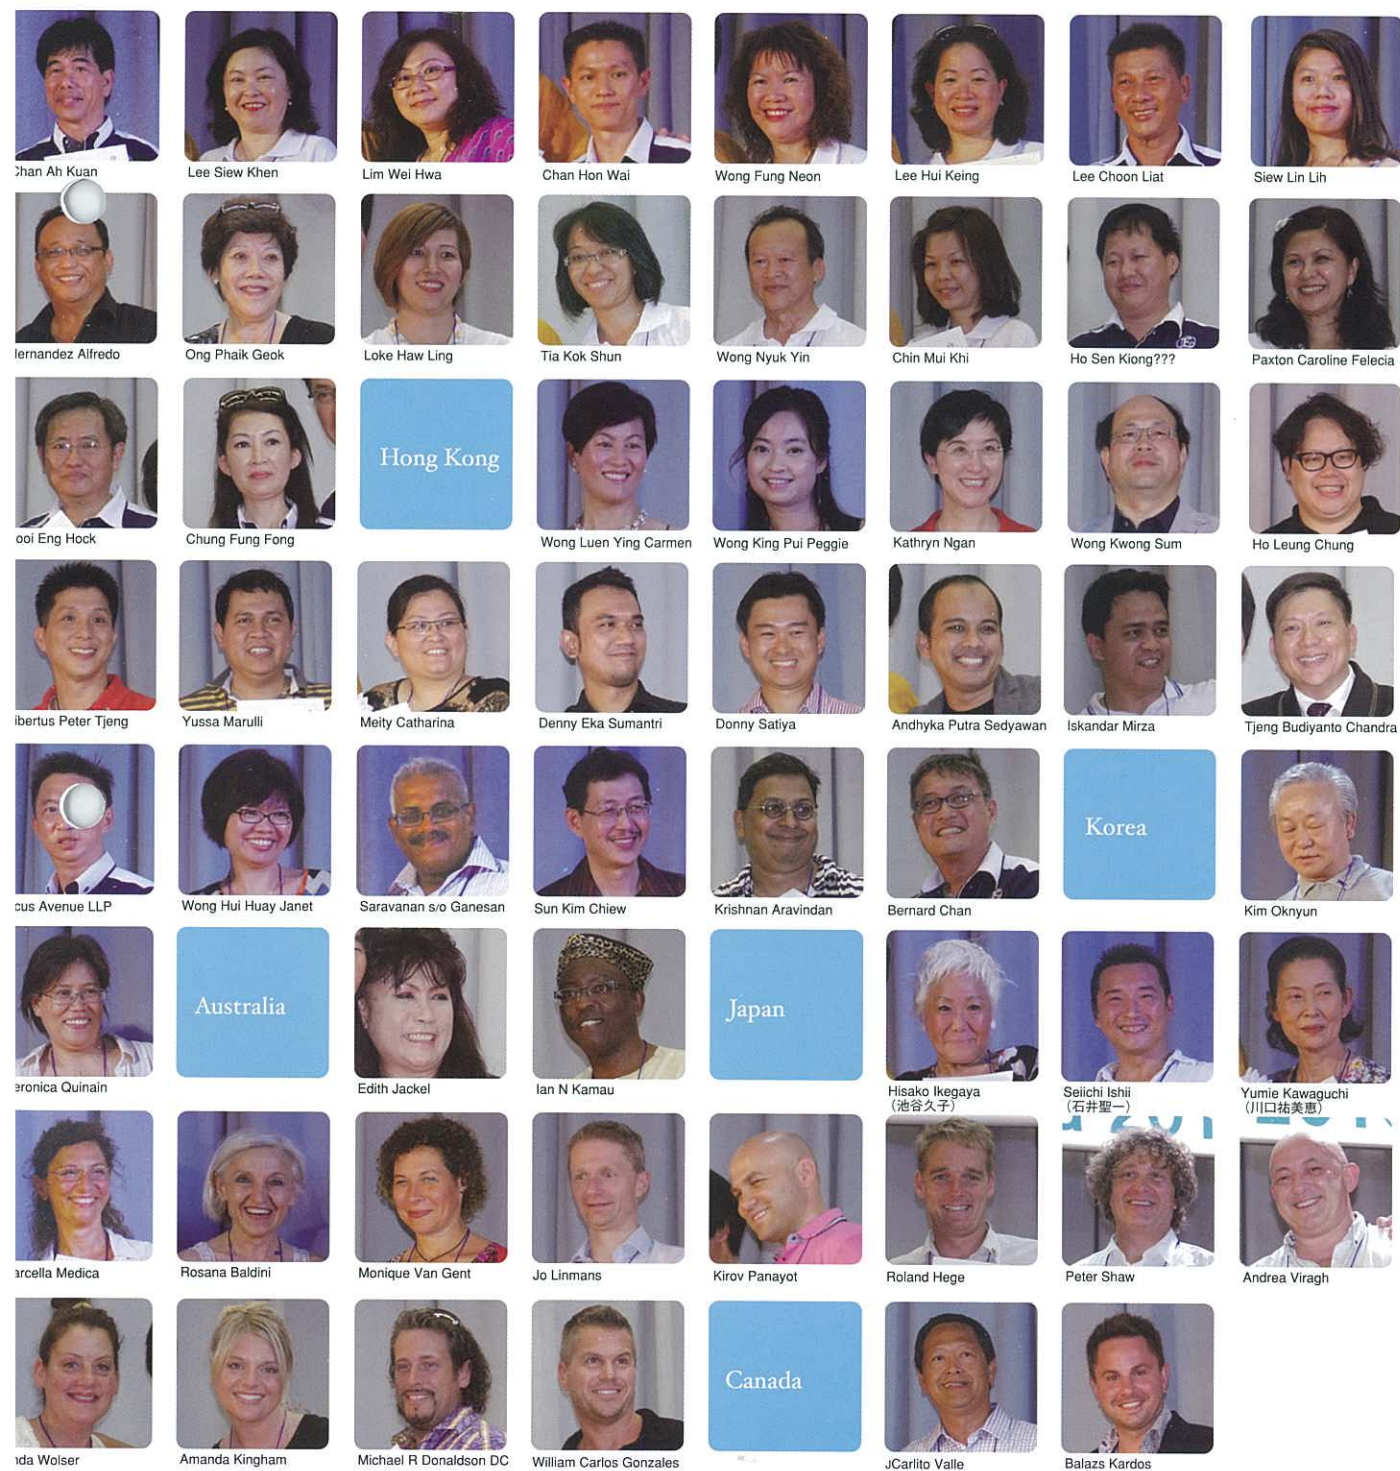 Chan Ah Kuan
Lee Siew Khen
Lim Wei Hwa
Chan Hon Wai
Wong Fung Neon
Lee Hui Keing
Lee Choon Liat
Siew Lin Lih
Hernandez Alfredo
Ong Phaik Geok
Loke Haw Ling
Tia Kok Shun
Wong Nyuk Yin
Chin Mui Khi
Ho Sen Kiong???
Paxton Caroline Felecia
ooi Eng Hock
Chung Fung Fong
Hong Kong
Wong Luen Ying Carmen
Wong King Pui Peggie
Kathryn Ngan
Wong Kwong Sum
Ho Leung Chung
ibertus Peter Tjeng
Yussa Marulli
Meity Catharina
Denny Eka Sumantri
Donny Satiya
Andhyka Putra Sedyawan
Iskandar Mirza
Tjeng Budiyanto Chandra
cus Avenue LLP
Wong Hui Huay Janet
Saravanan s/o Ganesan
Sun Kim Chiew
Krishnan Aravindan
Bernard Chan
Korea
Kim Oknyun
eronica Quinain
Australia
Edith Jackel
Ian N Kamau
Japan
Hisako Ikegaya
(池谷久子)
Seiichi Ishii
(石井聖一)
Yumie Kawaguchi
(川口祐美恵)
arcella Medica
Rosana Baldini
Monique Van Gent
Jo Linmans
Kirov Panayot
Roland Hege
Peter Shaw
Andrea Viragh
nda Wolser
Amanda Kingham
Michael R Donaldson DC
William Carlos Gonzales
Canada
JCarlito Valle
Balazs Kardos